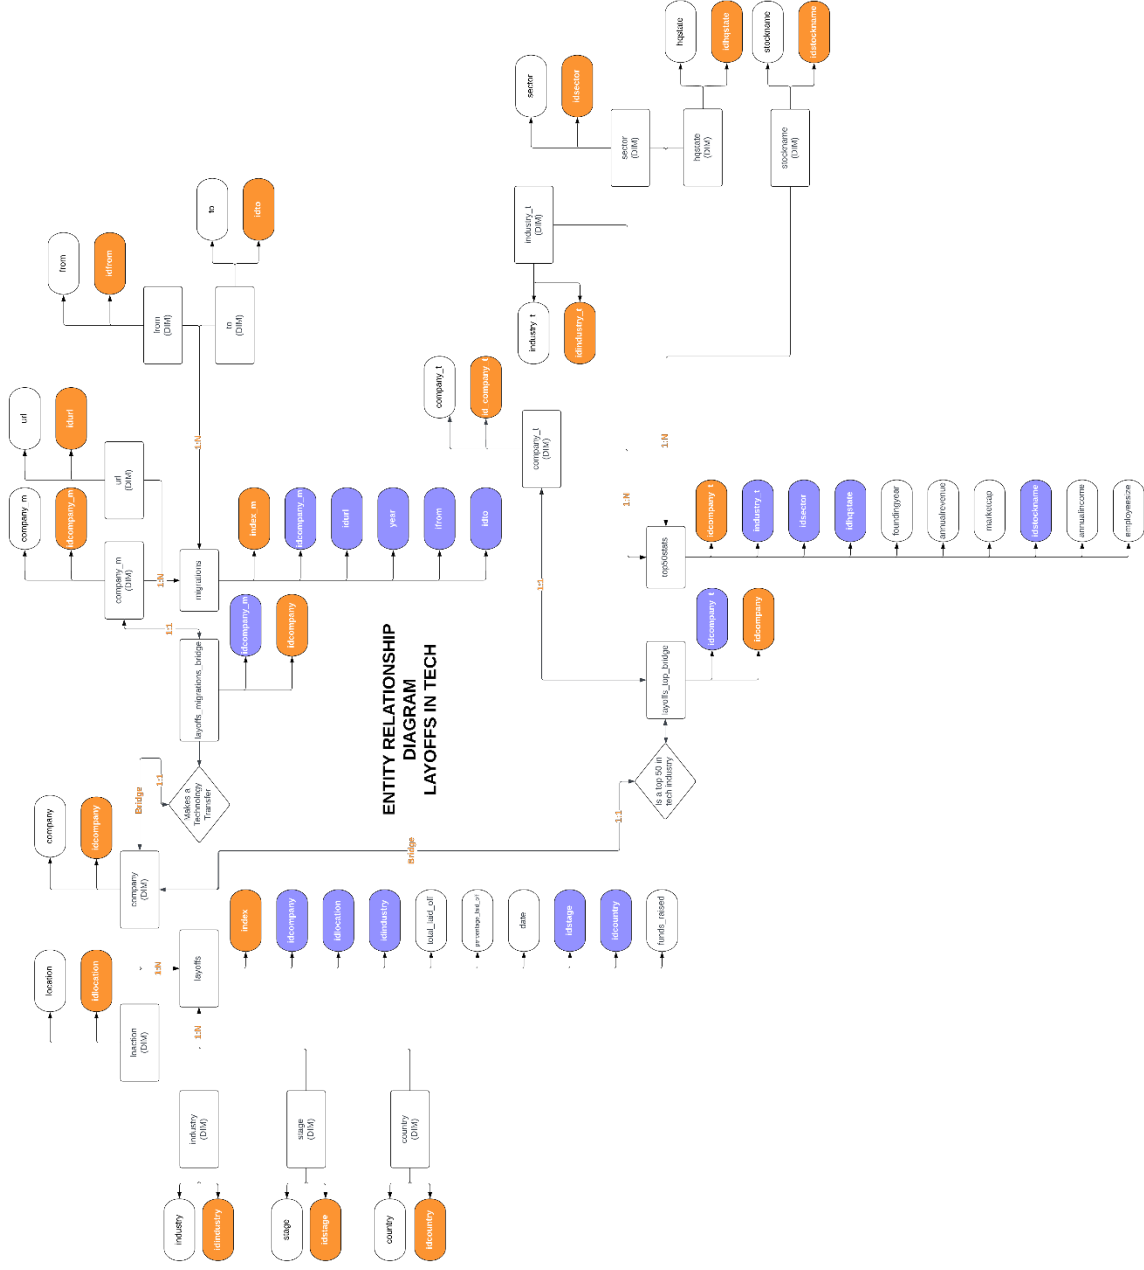 location
idlocation
company
idcompany
company_m
idcompany_m
url
idurl
from
idfrom
loaction
(DIM)
company
(DIM)
Bridge
company_m
(DIM)
url
(DIM)
1:N
1:1
1:1
1:N
from
(DIM)
industry
idindustry
industry
(DIM)
1:N
layoffs
Makes a
Technology
Transfer
layoffs_migrations_bridge
migrations
1:N
to
(DIM)
to
idto
index
idcompany
idlocation
idindustry
total_laid_off
percentage_laid_off
date
idstage
idcountry
funds_raised
idcompany_m
idcompany
index_m
idcompany_m
idurl
year
ifrom
idto
stage
idstage
stage
(DIM)
country
idcountry
country
(DIM)
ENTITY RELATIONSHIP
DIAGRAM
LAYOFFS IN TECH
Bridge
company_t
id_company_t
company_t
(DIM)
1:1
industry_t
idindustry_t
industry_t
(DIM)
sector
idsector
sector
(DIM)
1:1
1:N
Is a top 50 in
tech industry
layoffs_top_bridge
top50stats
1:N
hqstate
idhqstate
hqstate
(DIM)
stockname
idstockname
stockname
(DIM)
idcompany_t
idcompany
idcompany_t
industry_t
idsector
idhqstate
foundingyear
annualrevenue
marketcap
idstockname
annualincome
employeesize